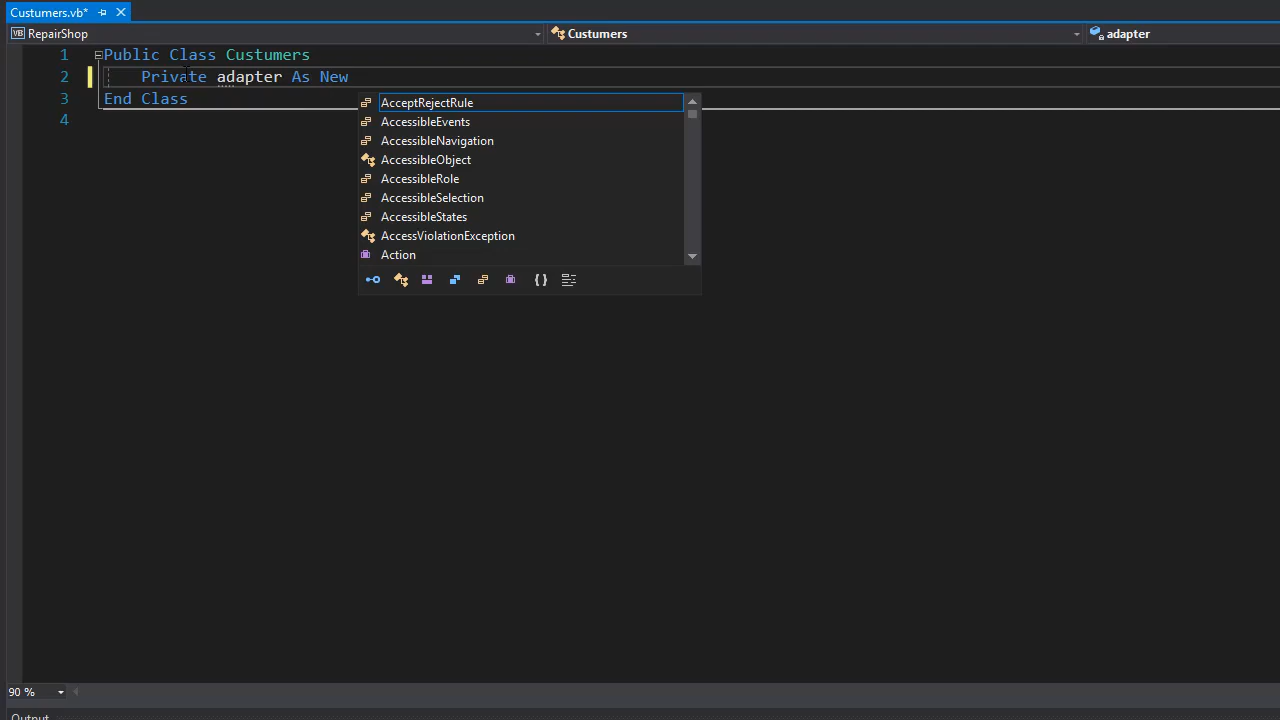 Custumers.vb*
VB RepairShop
Custumers
adapter
1 Public Class Custumers
2 Private adapter As New
3 End Class
4
AcceptRejectRule
AccessibleEvents
AccessibleNavigation
AccessibleObject
AccessibleRole
AccessibleSelection
AccessibleStates
AccessViolationException
Action
90 %
Output